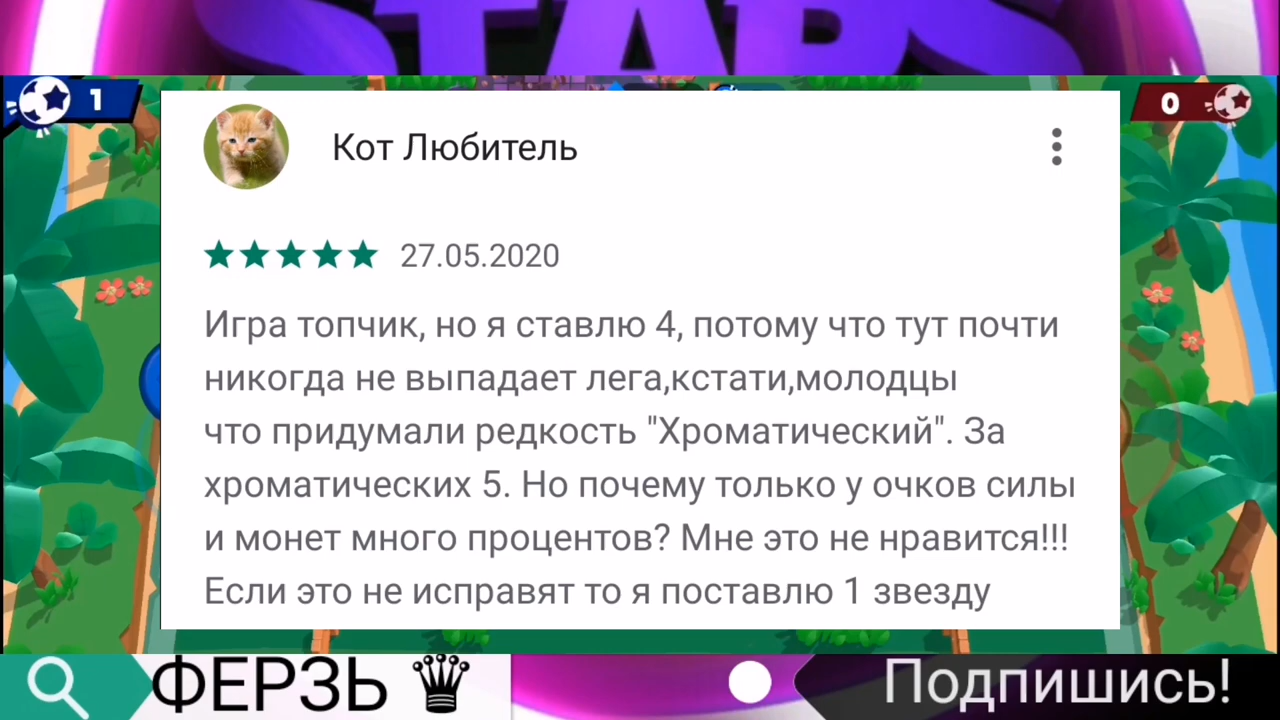 STARS
1
0
Кот Любитель
27.05.2020
Игра топчик, но я ставлю 4, потому что тут почти
никогда не выпадает лега,кстати,молодцы
что придумали редкость "Хроматический". За
хроматических 5. Но почему только у очков силы
и монет много процентов? Мне это не нравится!!!
Если это не исправят то я поставлю 1 звезду
ФЕРЗЬ
Подпишись!